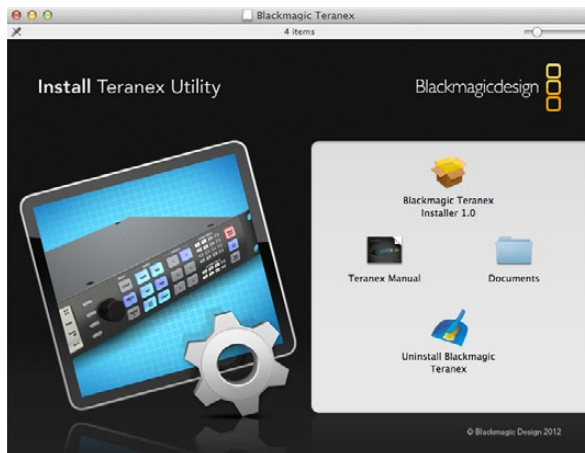 Blackmagic Teranex
4 items
Install Teranex Utility
Blackmagicdesign
Blackmagic Teranex
Installer 1.0
Teranex Manual
Documents
Uninstall Blackmagic
Teranex
© Blackmagic Design 2012